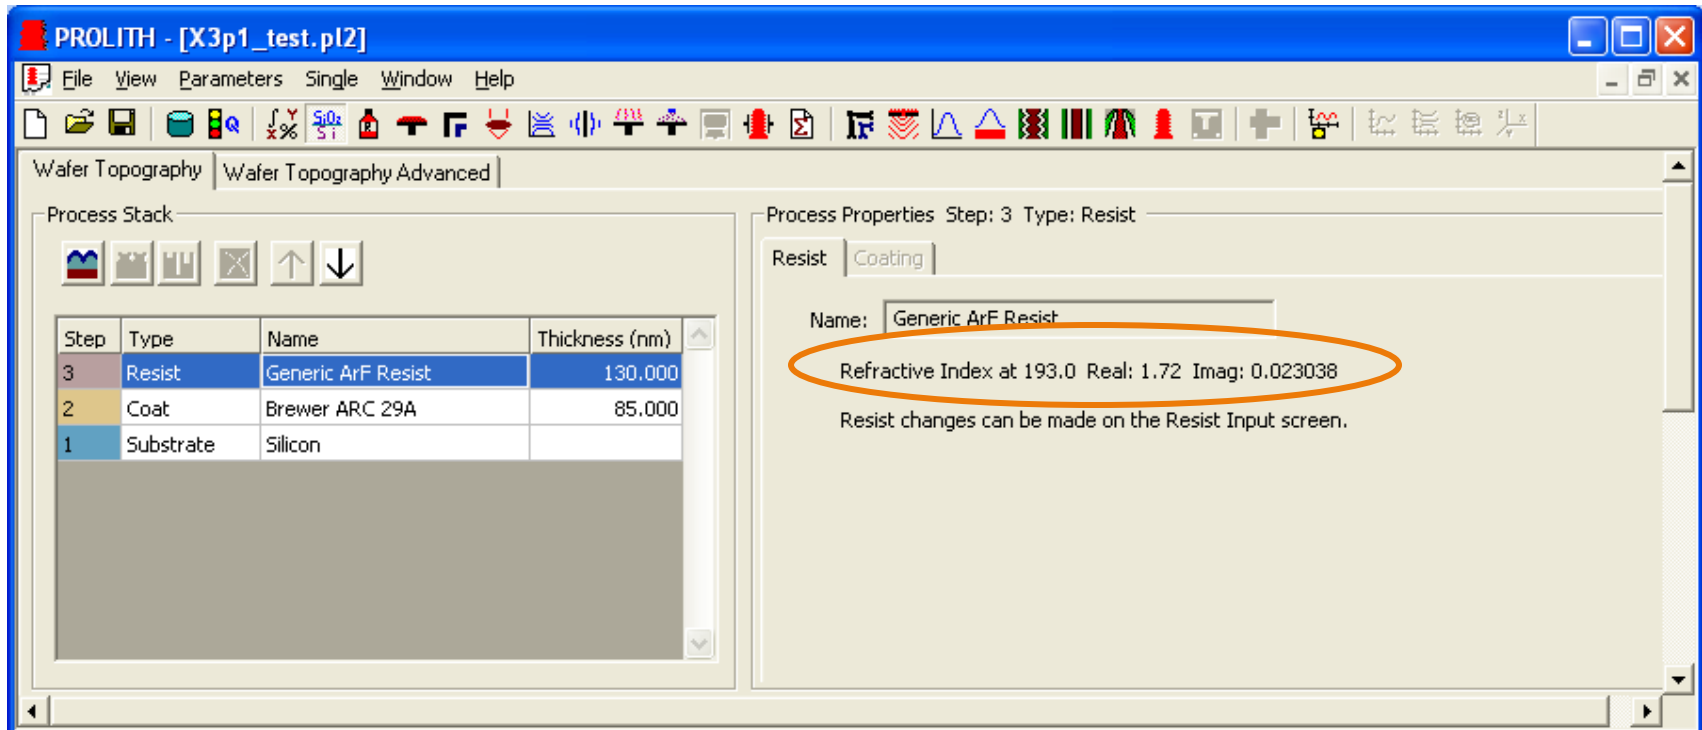 PROLITH - [X3p1_test.pl2]
File View Parameters Single Window Help
Wafer Topography Wafer Topography Advanced
Process Stack
Step Type Name Thickness (nm)
3 Resist Generic ArF Resist 130.000
2 Coat Brewer ARC 29A 85.000
1 Substrate Silicon
Process Properties Step: 3 Type: Resist
Resist Coating
Name: Generic ArF Resist
Refractive Index at 193.0 Real: 1.72 Imag: 0.023038
Resist changes can be made on the Resist Input screen.